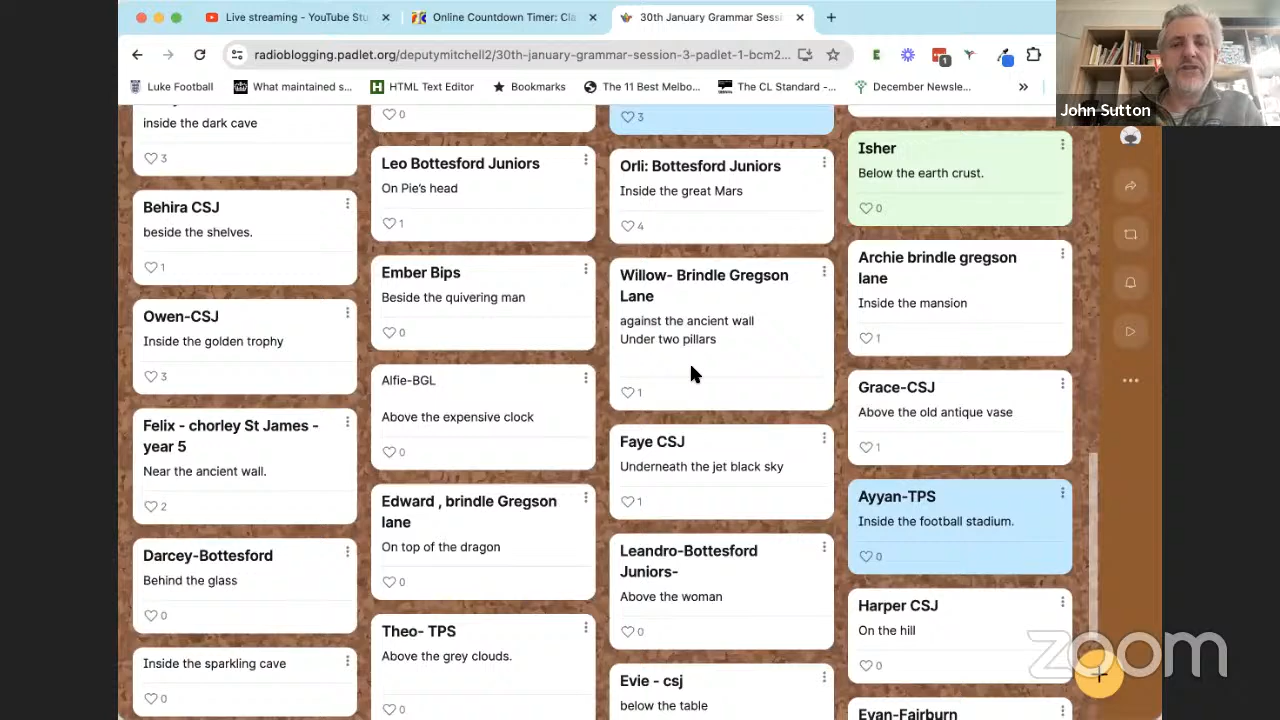 Live streaming - YouTube Stu
Online Countdown Timer: Cla
30th January Grammar Sessi
radioblogging.padlet.org/deputymitchell2/30th-january-grammar-session-3-padlet-1-bcm2...
Luke Football
What maintained s...
HTML Text Editor
Bookmarks
The 11 Best Melbo...
The CL Standard -...
December Newsle...
»
John Sutton
inside the dark cave
3
Behira CSJ
beside the shelves.
1
Owen-CSJ
Inside the golden trophy
3
Felix - chorley St James -
year 5
Near the ancient wall.
2
Darcey-Bottesford
Behind the glass
0
Inside the sparkling cave
0
0
Leo Bottesford Juniors
On Pie's head
1
Ember Bips
Beside the quivering man
0
Alfie-BGL
Above the expensive clock
0
Edward , brindle Gregson
lane
On top of the dragon
0
Theo- TPS
Above the grey clouds.
0
3
Orli: Bottesford Juniors
Inside the great Mars
4
Willow- Brindle Gregson
Lane
against the ancient wall
Under two pillars
1
Faye CSJ
Underneath the jet black sky
1
Leandro-Bottesford
Juniors-
Above the woman
0
Evie - csj
below the table
Isher
Below the earth crust.
0
Archie brindle gregson
lane
Inside the mansion
1
Grace-CSJ
Above the old antique vase
1
Ayyan-TPS
Inside the football stadium.
0
Harper CSJ
On the hill
0
Evan-Fairburn
zoom